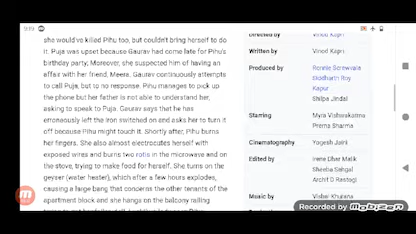 9:19
she would've killed Pihu too, but couldn't bring herself to do
it. Puja was upset because Gaurav had come late for Pihu's
birthday party. Moreover, she suspected him of having an
affair with her friend, Meera. Gaurav continuously attempts
to call Puja, but to no response. Pihu manages to pick up
the phone but her father is not able to understand her,
asking to speak to Puja. Gaurav says that he has
erroneously left the iron switched on and asks her to turn it
off because Pihu might touch it. Shortly after, Pihu burns
her fingers. She also almost electrocutes herself with
exposed wires and burns two rotis in the microwave and on
the stove, trying to make food for herself. She turns on the
geyser (water heater), which after a few hours explodes,
causing a large bang that concerns the other tenants of the
apartment block and she hangs on the balcony railing
Directed by Vinod Kapri
Written by Vinod Kapri
Produced by Ronnie Screwvala
Siddharth Roy
Kapur
Shilpa Jindal
Starring Myra Vishwakarma
Prerna Sharma
Cinematography Yogesh Jaini
Edited by Irene Dhar Malik
Sheeba Sehgal
Archit D Rastogi
Music by Vishal Khurana
Recorded by Mobizen